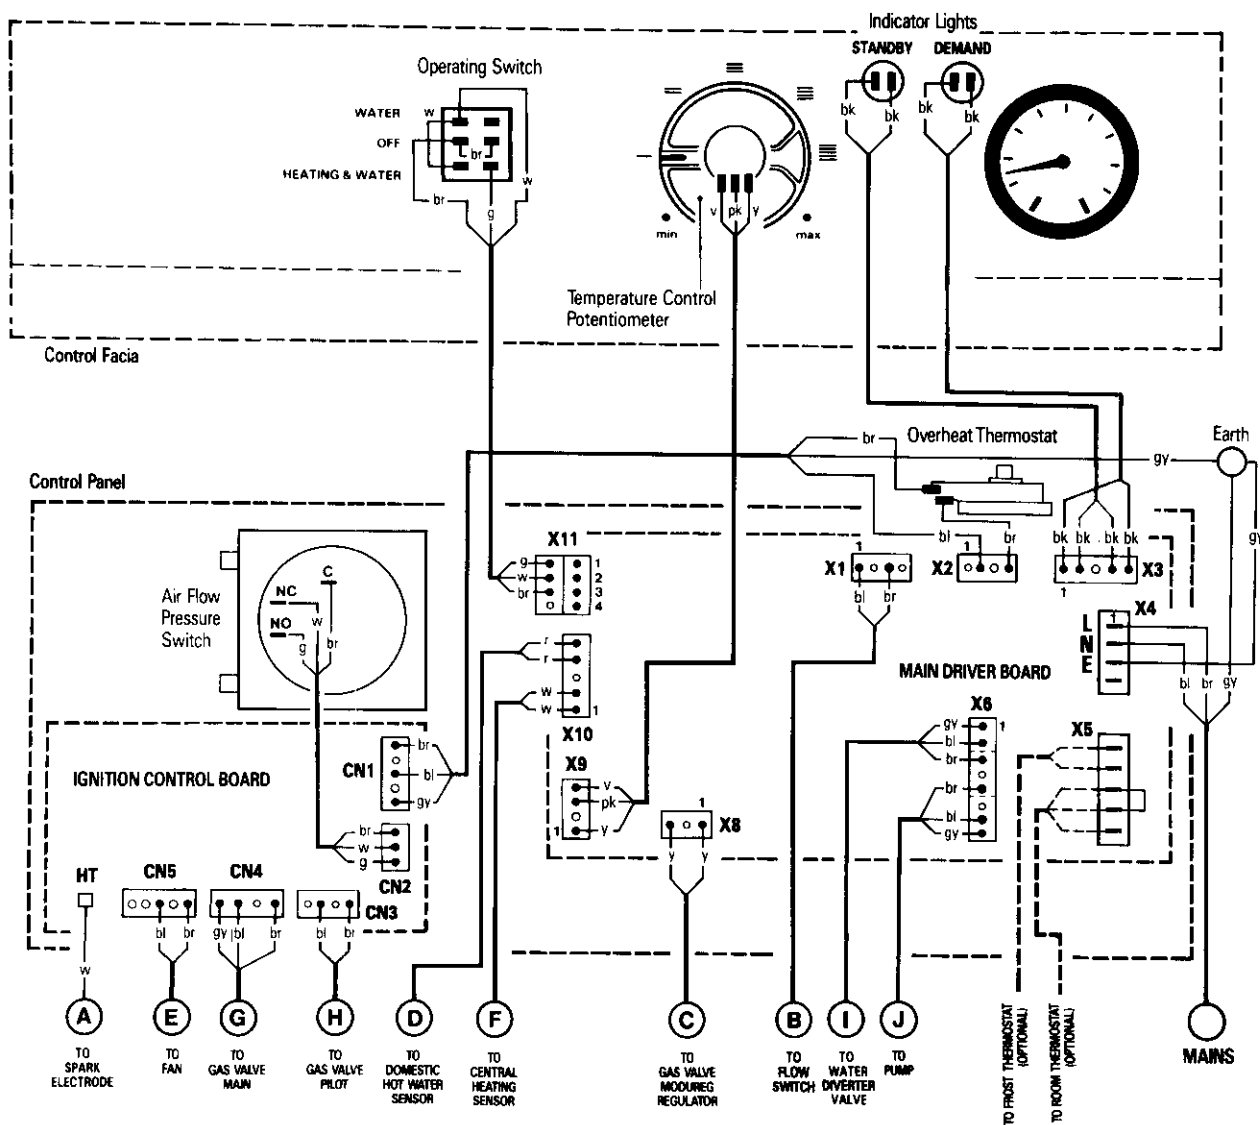 Indicator Lights
STANDBY DEMAND
Operating Switch
bk bk bk bk
WATER w
OFF
br
HEATING & WATER
w
br
g
v pk y
min max
Temperature Control
Potentiometer
Control Facia
br Overheat Thermostat Earth
gy
Control Panel
gy
X11
bl br bk bk bk bk
1 1
C
NC
NO
Air Flow
Pressure
Switch
w
g br
g 1
w 2
br 3
4
X1 X2 X3
bl br
1
X4
1
L
N
E
r
r
w
w 1
X10
MAIN DRIVER BOARD
bl br gy
X6
gy 1
bl
br
br
bl
gy
X5
IGNITION CONTROL BOARD
CN1
br
bl
gy
X9
v
pk
1 y
1
X8
y y
br
w
g
CN2
HT CN5 CN4 CN3
bl br gy bl br bl br
w
A E G H D F C B I J
TO
SPARK
ELECTRODE
TO
FAN
TO
GAS VALVE
MAIN
TO
GAS VALVE
PILOT
TO
DOMESTIC
HOT WATER
SENSOR
TO
CENTRAL
HEATING
SENSOR
TO
GAS VALVE
MODUREG
REGULATOR
TO
FLOW
SWITCH
TO
WATER
DIVERTER
VALVE
TO
PUMP
TO FROST THERMOSTAT
(OPTIONAL)
TO ROOM THERMOSTAT
(OPTIONAL)
MAINS